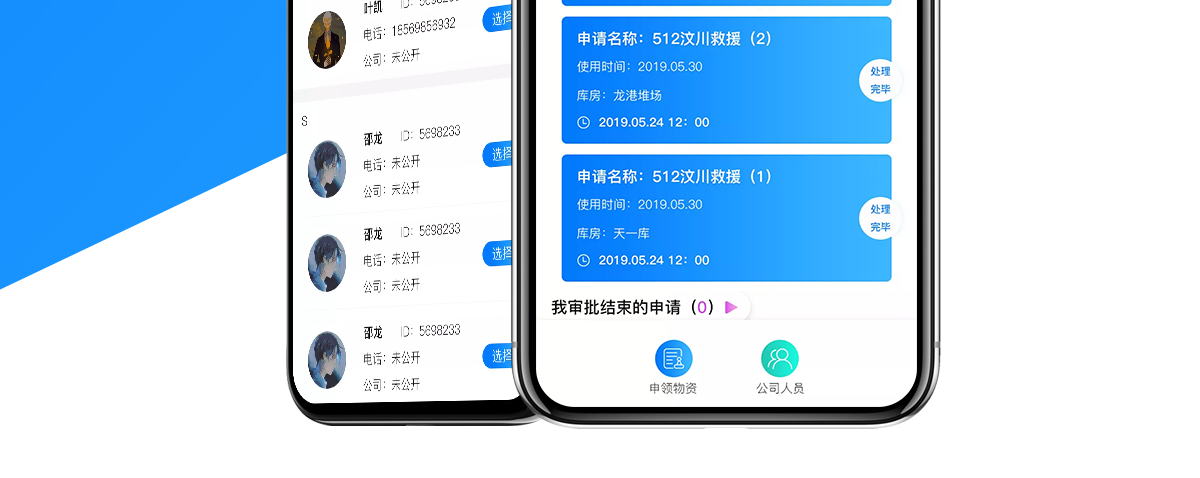 叶凯 ID: 5698233
电话: 18569856932
公司: 未公开
选择
S
邵龙 ID: 5698233
电话: 未公开
公司: 未公开
选择
邵龙 ID: 5698233
电话: 未公开
公司: 未公开
选择
邵龙 ID: 5698233
电话: 未公开
公司: 未公开
选择
申请名称：512汶川救援（2）
使用时间：2019.05.30
库房：龙港堆场
2019.05.24 12：00
处理
完毕
申请名称：512汶川救援（1）
使用时间：2019.05.30
库房：天一库
2019.05.24 12：00
处理
完毕
我审批结束的申请（0）
申领物资
公司人员